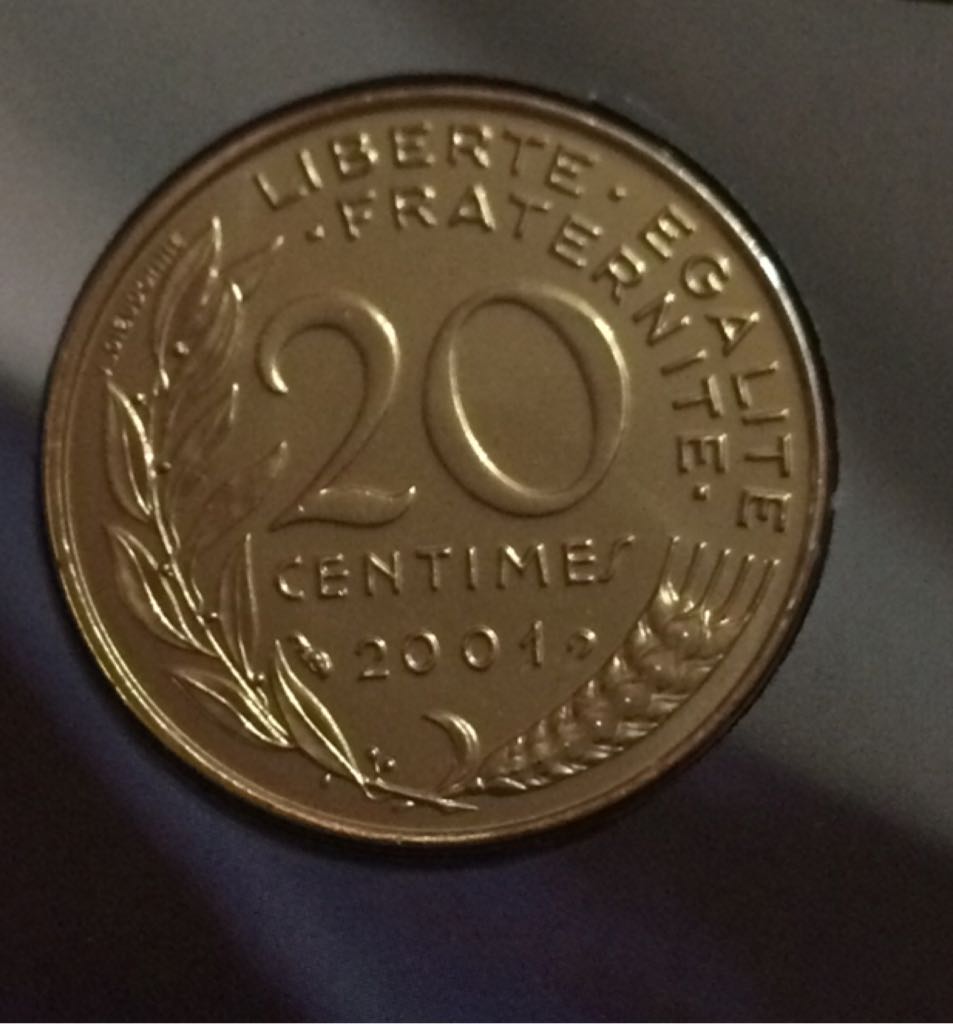 LIBERTE · EGALITE
· FRATERNITE ·
20
CENTIMES
2001